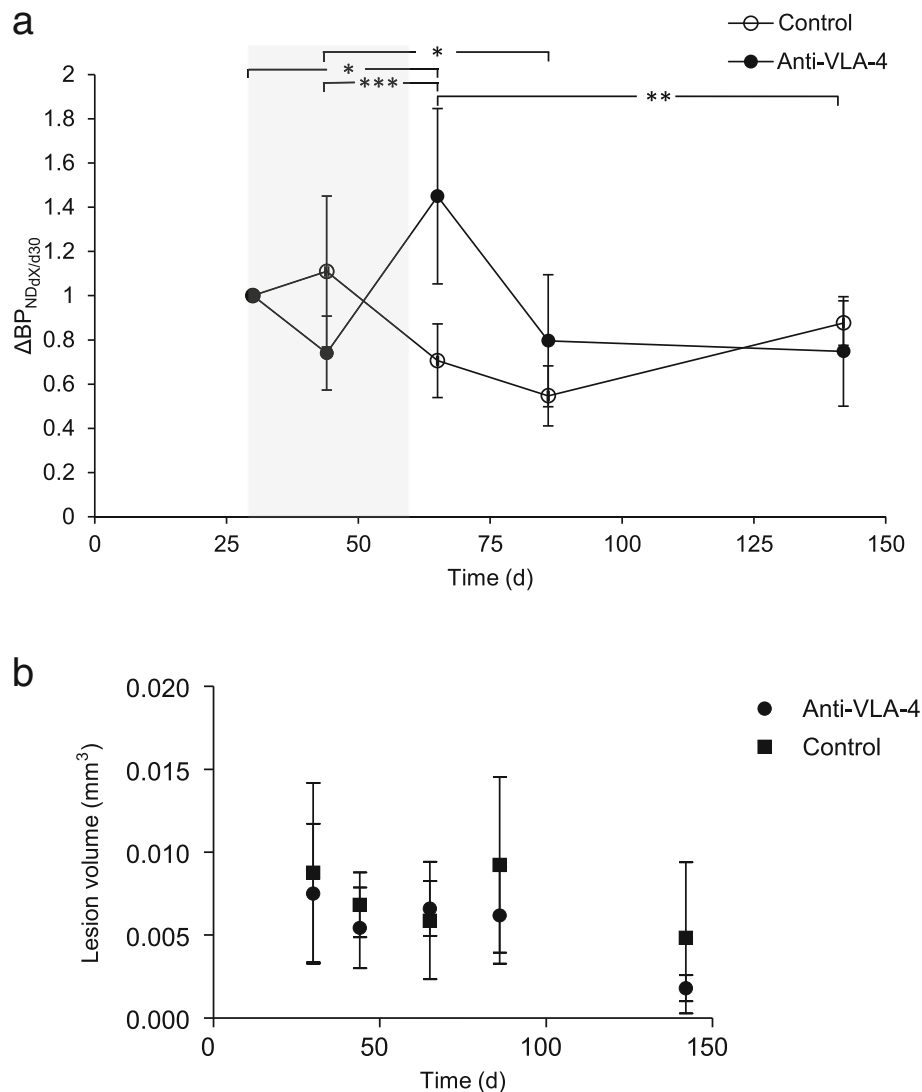 a
Control
Anti-VLA-4
*
*
***
**
2
1.8
1.6
1.4
1.2
1
0.8
0.6
0.4
0.2
0
ΔBP NDdX/d30
0 25 50 75 100 125 150
Time (d)
b
0.020
0.015
0.010
0.005
0.000
Lesion volume (mm³)
Anti-VLA-4
Control
0 50 100 150
Time (d)